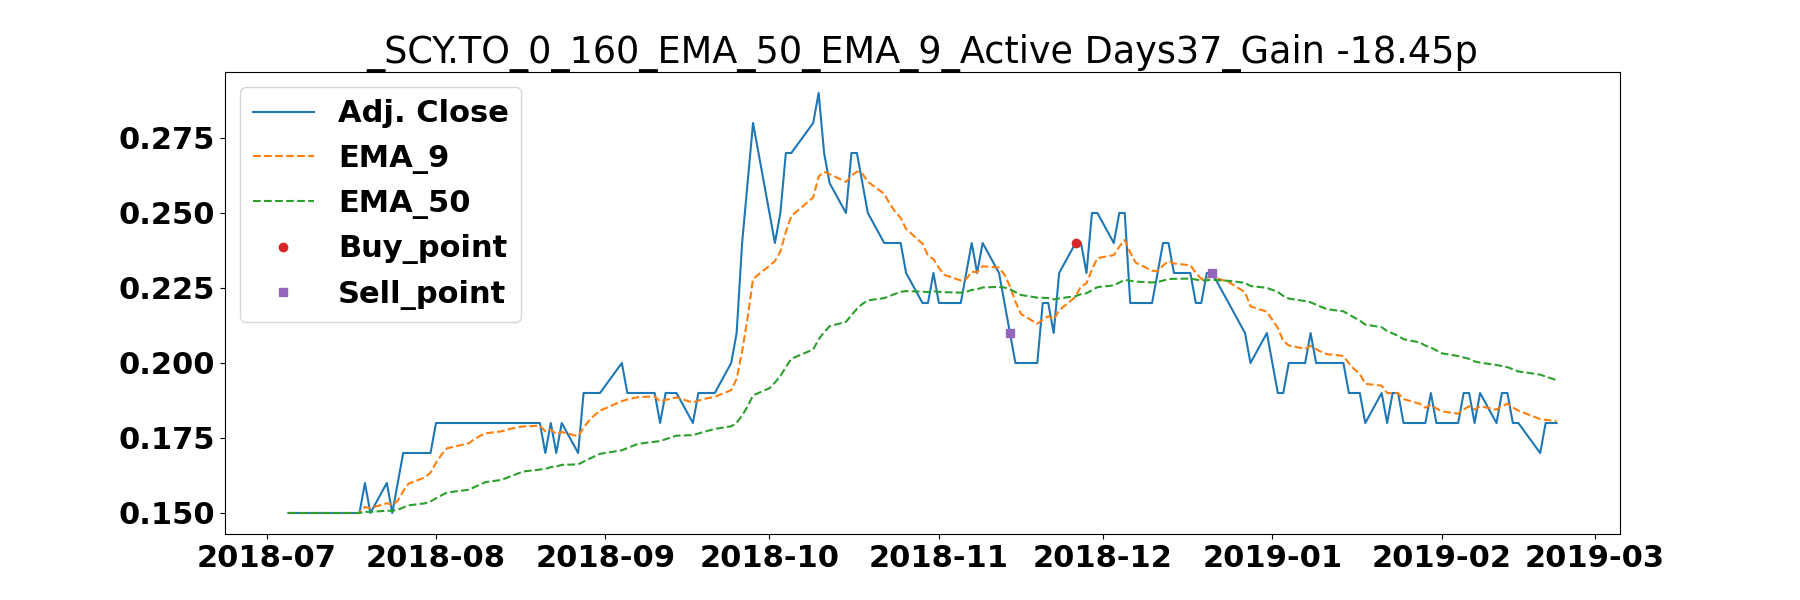 _SCY.TO_0_160_EMA_50_EMA_9_Active Days37_Gain -18.45p
Adj. Close
EMA_9
EMA_50
Buy_point
Sell_point
0.275
0.250
0.225
0.200
0.175
0.150
2018-07 2018-08 2018-09 2018-10 2018-11 2018-12 2019-01 2019-02 2019-03